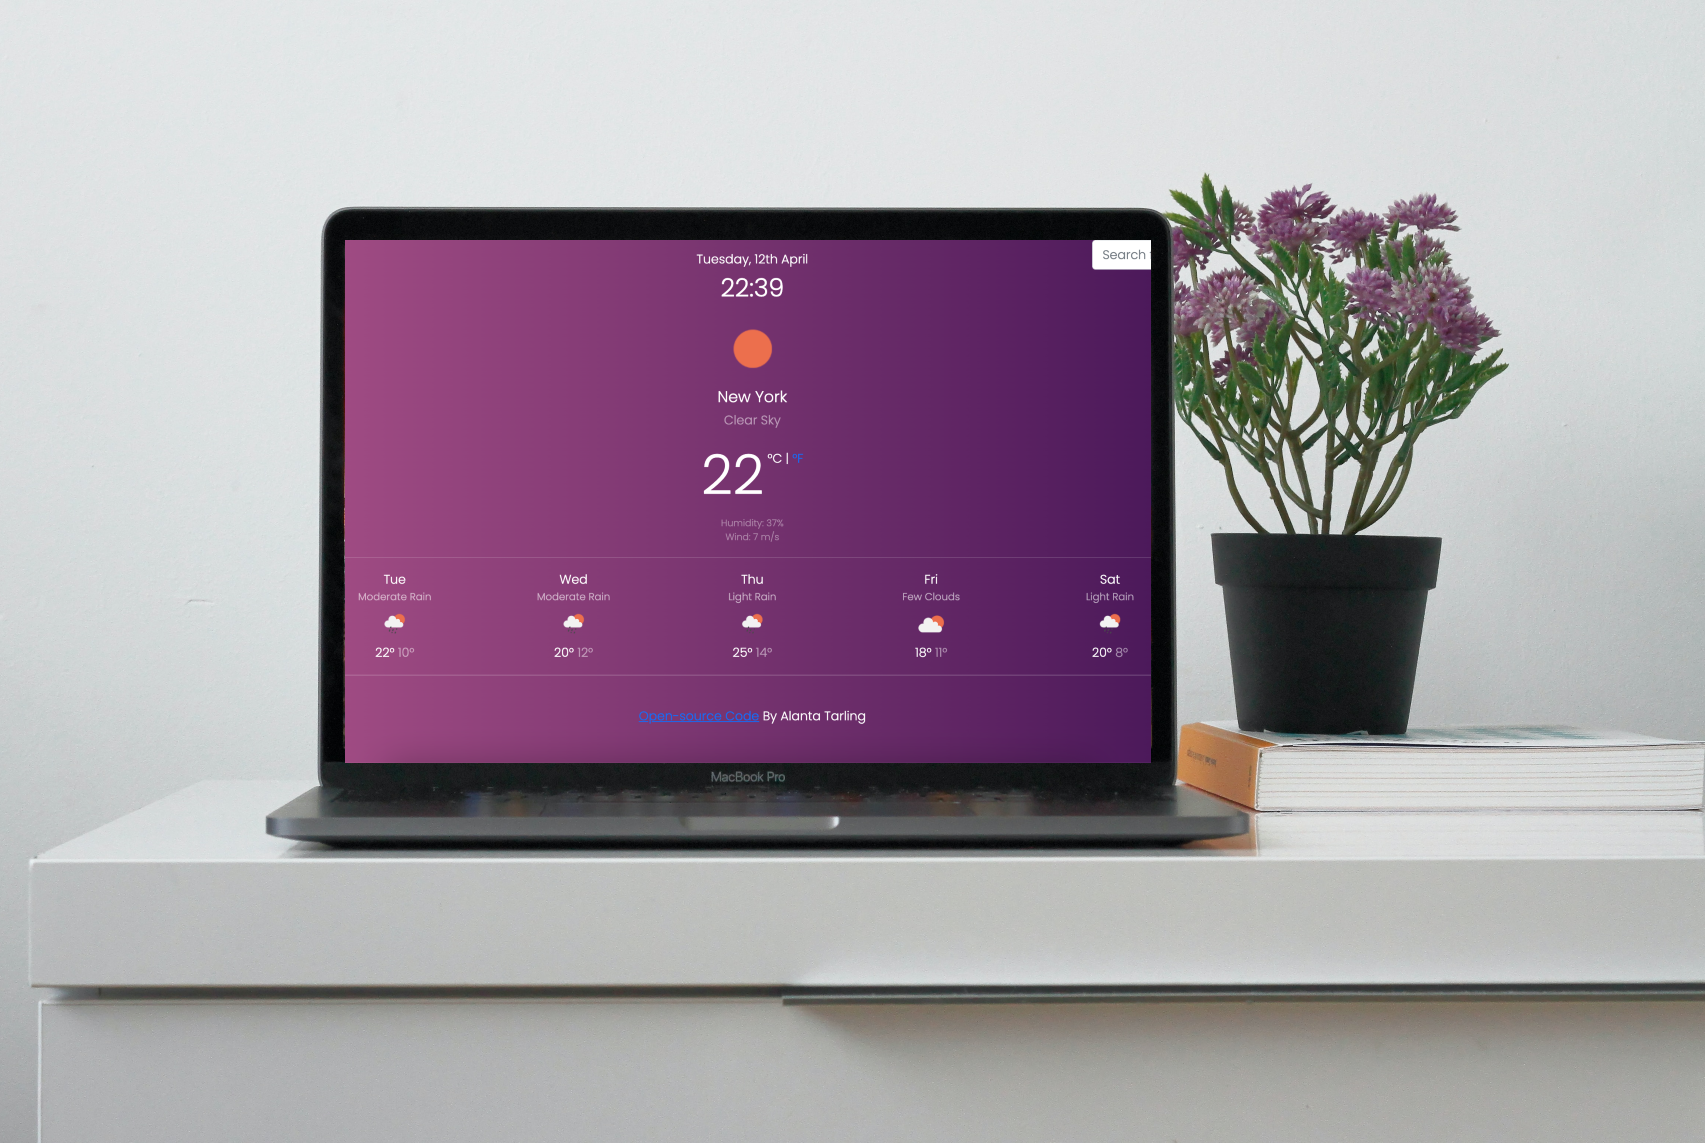 Tuesday, 12th April
Search
22:39
New York
Clear Sky
22 °C | °F
Humidity: 37%
Wind: 7 m/s
Tue Wed Thu Fri Sat
Moderate Rain Moderate Rain Light Rain Few Clouds Light Rain
22° 10° 20° 12° 25° 14° 18° 11° 20° 8°
Open-source Code By Alanta Tarling
MacBook Pro